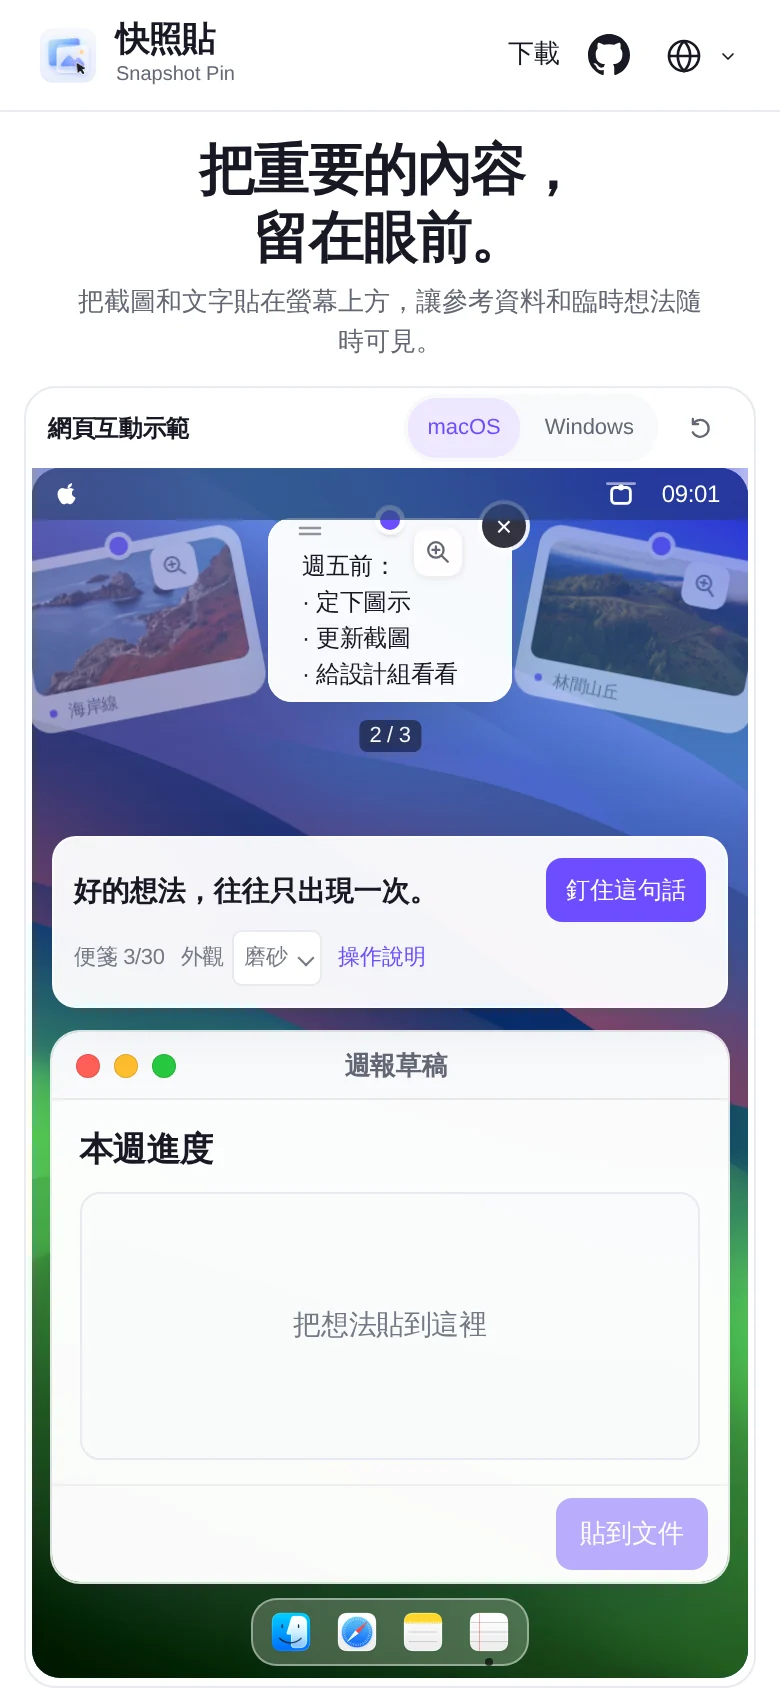 快照貼
Snapshot Pin
下載
把重要的內容，
留在眼前。
把截圖和文字貼在螢幕上方，讓參考資料和臨時想法隨
時可見。
網頁互動示範
macOS
Windows
09:01
週五前：
· 定下圖示
· 更新截圖
· 給設計組看看
海岸線
林間山丘
2 / 3
好的想法，往往只出現一次。
釘住這句話
便箋 3/30
外觀
磨砂
操作說明
週報草稿
本週進度
把想法貼到這裡
貼到文件